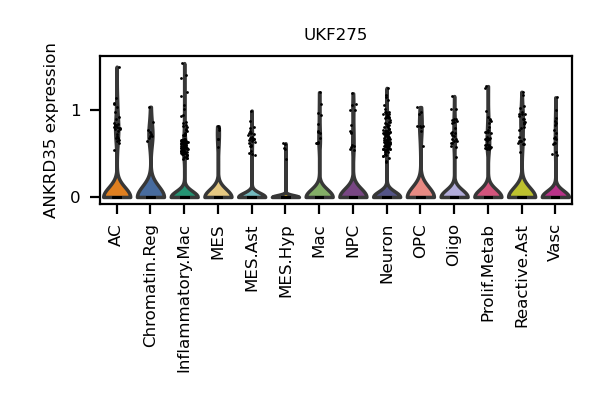 UKF275
ANKRD35 expression
1
0
AC
Chromatin.Reg
Inflammatory.Mac
MES
MES.Ast
MES.Hyp
Mac
NPC
Neuron
OPC
Oligo
Prolif.Metab
Reactive.Ast
Vasc